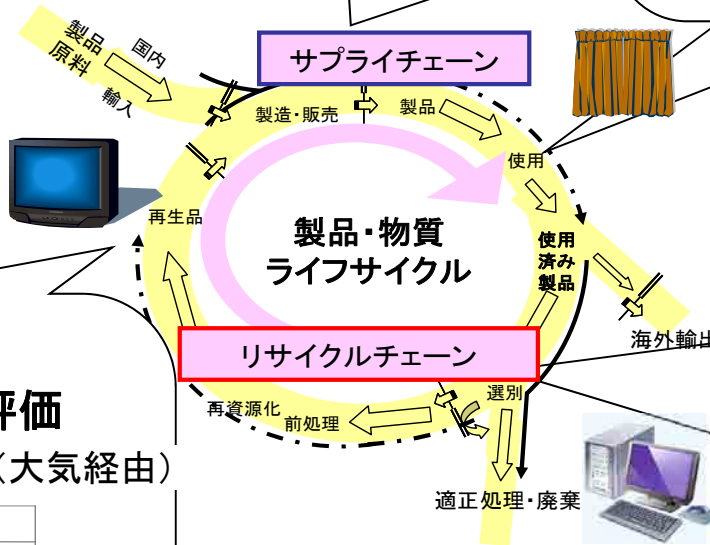 製品
原料
国内
輸入
サプライチェーン
製造・販売
製品
使用
再生品
製品・物質
ライフサイクル
使用
済み
製品
海外輸出
リサイクルチェーン
選別
再資源化
前処理
評価
（大気経由）
適正処理・廃棄